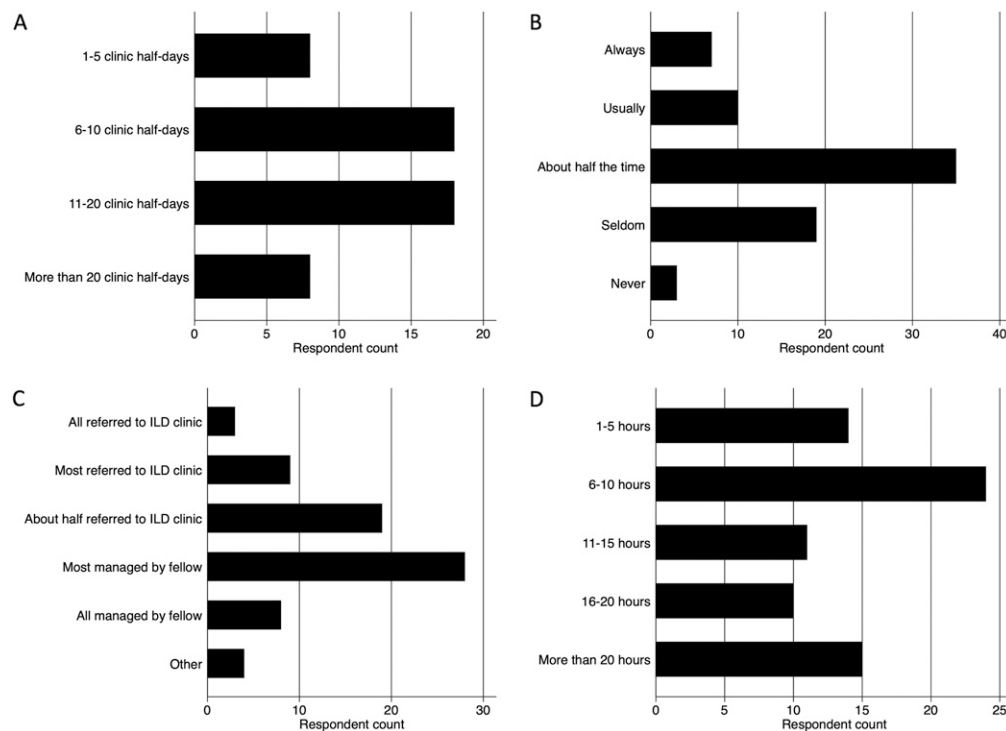 A
1-5 clinic half-days
6-10 clinic half-days
11-20 clinic half-days
More than 20 clinic half-days
0 5 10 15 20
Respondent count
B
Always
Usually
About half the time
Seldom
Never
0 10 20 30 40
Respondent count
C
All referred to ILD clinic
Most referred to ILD clinic
About half referred to ILD clinic
Most managed by fellow
All managed by fellow
Other
0 10 20 30
Respondent count
D
1-5 hours
6-10 hours
11-15 hours
16-20 hours
More than 20 hours
0 5 10 15 20 25
Respondent count